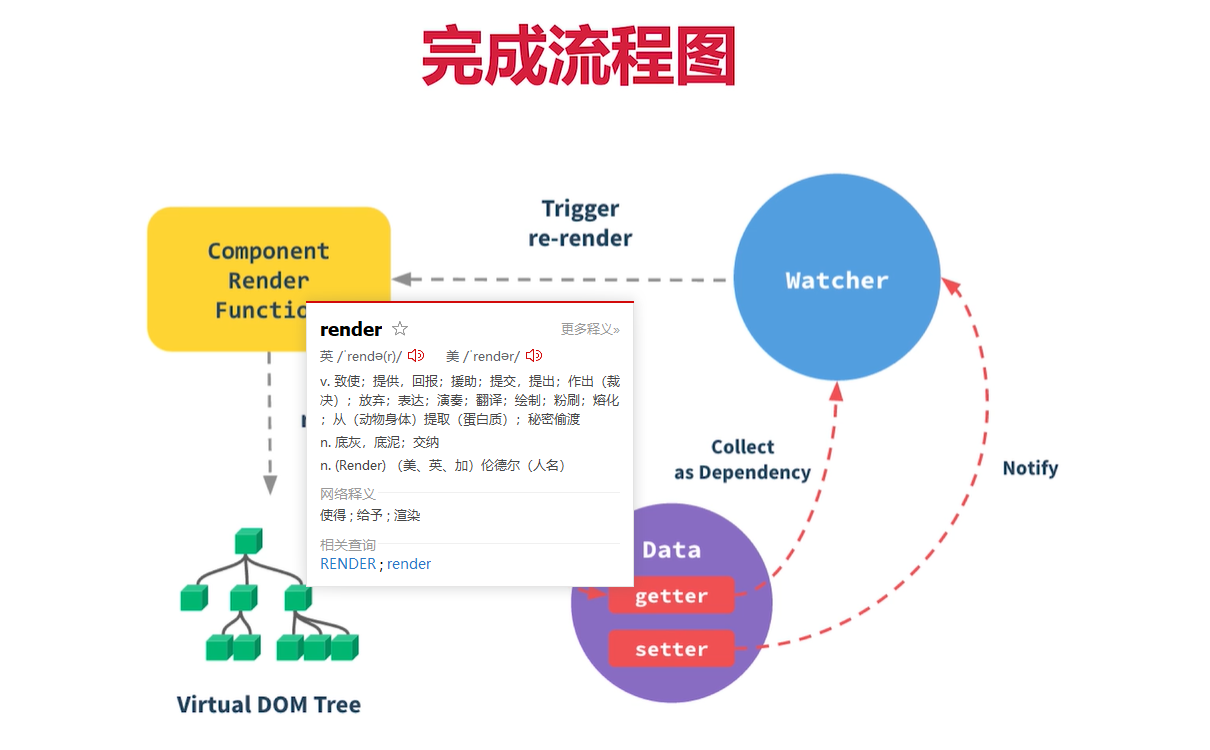 完成流程图
Trigger
re-render
Component
Render
Watcher
render
更多释义»
英 /ˈrendə(r)/
美 /ˈrendər/
v. 致使；提供，回报；援助；提交，提出；作出（裁
决）；放弃；表达；演奏；翻译；绘制；粉刷；熔化
；从（动物身体）提取（蛋白质）；秘密偷渡
n. 底灰，底泥；交纳
n. (Render) （美、英、加）伦德尔（人名）
网络释义
使得 ; 给予 ; 渲染
相关查询
RENDER ; render
Collect
as Dependency
Notify
Data
getter
setter
Virtual DOM Tree